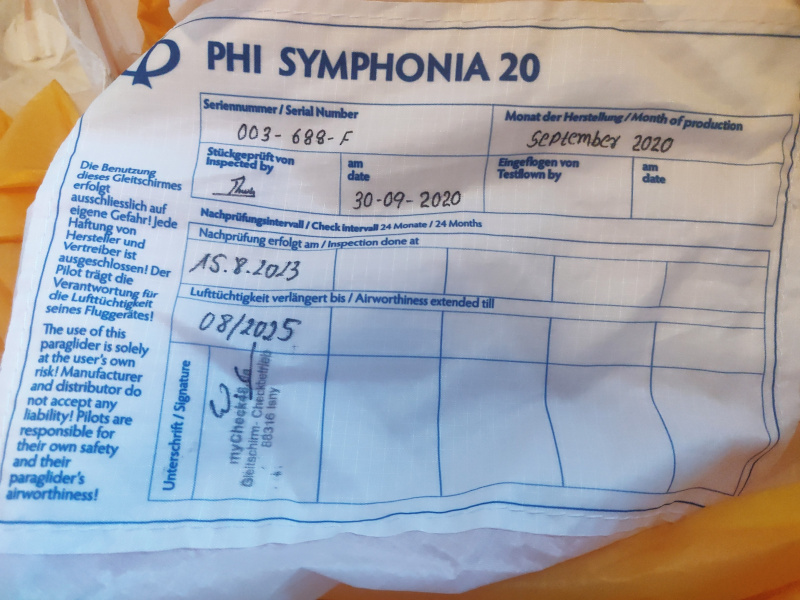 PHI SYMPHONIA 20
Seriennummer / Serial Number
003-688-F
Monat der Herstellung / Month of production
September 2020
Stückgeprüft von
Inspected by
am
date
30-09-2020
Eingeflogen von
Testflown by
am
date
Nachprüfungsintervall / Check intervall 24 Monate / 24 Months
Nachprüfung erfolgt am / Inspection done at
15.8.2023
Lufttüchtigkeit verlängert bis / Airworthiness extended till
08/2025
Unterschrift / Signature
Gleitschirm- Checkbetrieb
88316 Isny
Die Benutzung
dieses Gleitschirmes
erfolgt
ausschliesslich auf
eigene Gefahr! Jede
Haftung von
Hersteller und
Vertreiber ist
ausgeschlossen! Der
Pilot trägt die
Verantwortung für
die Lufttüchtigkeit
seines Fluggerätes!
The use of this
paraglider is solely
at the user's own
risk! Manufacturer
and distributor do
not accept any
liability! Pilots are
responsible for
their own safety
and their
paraglider's
airworthiness!